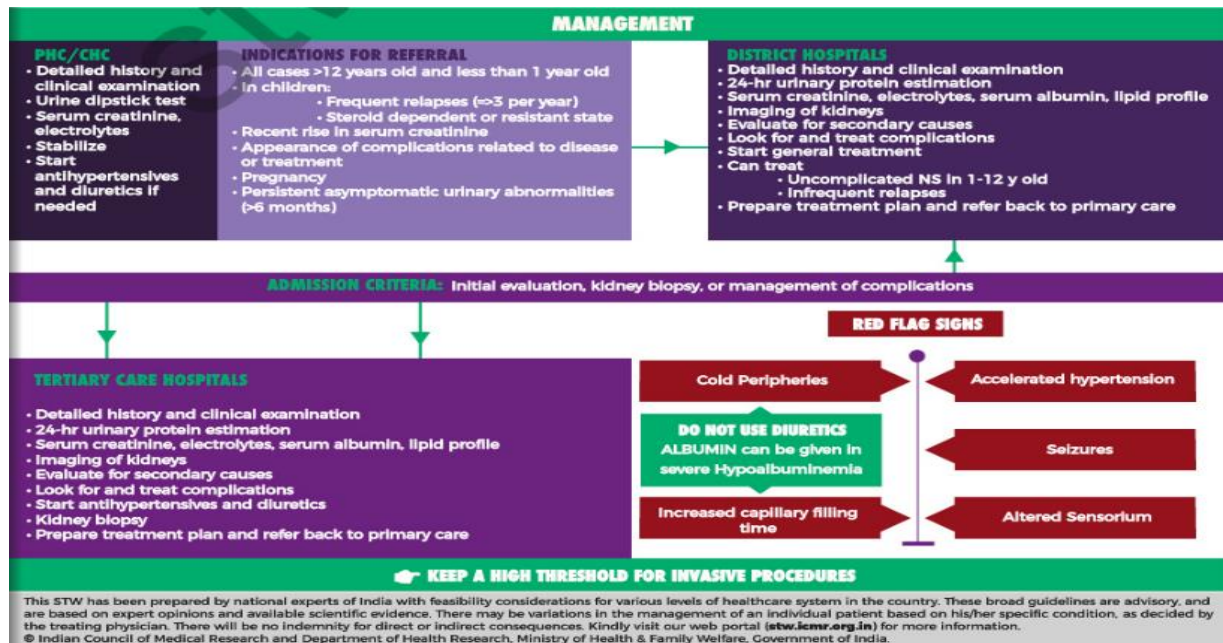 MANAGEMENT
PHC/CHC
• Detailed history and
clinical examination
• Urine dipstick test
• Serum creatinine,
electrolytes
• Stabilize
• Start
antihypertensives
and diuretics if
needed
INDICATIONS FOR REFERRAL
• All cases >12 years old and less than 1 year old
• In children:
• Frequent relapses (=>3 per year)
• Steroid dependent or resistant state
• Recent rise in serum creatinine
• Appearance of complications related to disease
or treatment
• Pregnancy
• Persistent asymptomatic urinary abnormalities
(>6 months)
DISTRICT HOSPITALS
• Detailed history and clinical examination
• 24-hr urinary protein estimation
• Serum creatinine, electrolytes, serum albumin, lipid profile
• Imaging of kidneys
• Evaluate for secondary causes
• Look for and treat complications
• Start general treatment
• Can treat
• Uncomplicated NS in 1-12 y old
• Infrequent relapses
• Prepare treatment plan and refer back to primary care
ADMISSION CRITERIA: Initial evaluation, kidney biopsy, or management of complications
TERTIARY CARE HOSPITALS
• Detailed history and clinical examination
• 24-hr urinary protein estimation
• Serum creatinine, electrolytes, serum albumin, lipid profile
• Imaging of kidneys
• Evaluate for secondary causes
• Look for and treat complications
• Start antihypertensives and diuretics
• Kidney biopsy
• Prepare treatment plan and refer back to primary care
RED FLAG SIGNS
Cold Peripheries
Accelerated hypertension
DO NOT USE DIURETICS
ALBUMIN can be given in
severe Hypoalbuminemia
Seizures
Increased capillary filling
time
Altered Sensorium
KEEP A HIGH THRESHOLD FOR INVASIVE PROCEDURES
This STW has been prepared by national experts of India with feasibility considerations for various levels of healthcare system in the country. These broad guidelines are advisory, and
are based on expert opinions and available scientific evidence. There may be variations in the management of an individual patient based on his/her specific condition, as decided by
the treating physician. There will be no indemnity for direct or indirect consequences. Kindly visit our web portal (stw.icmr.org.in) for more information.
© Indian Council of Medical Research and Department of Health Research, Ministry of Health & Family Welfare, Government of India.